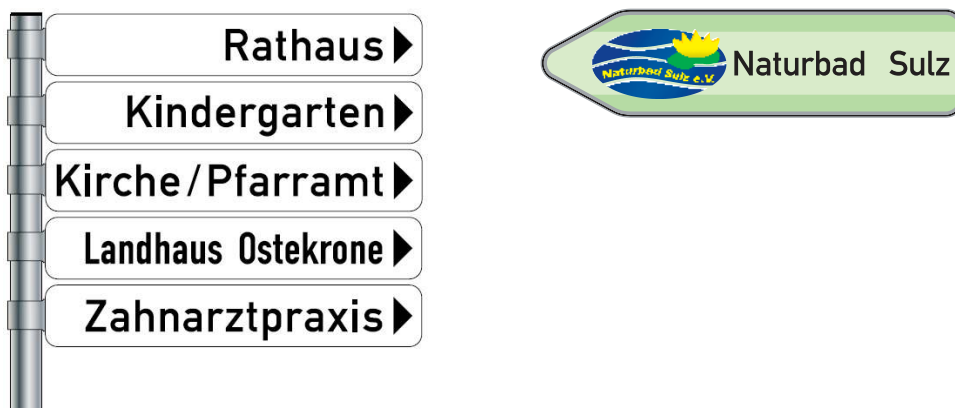 Rathaus
Kindergarten
Kirche/Pfarramt
Landhaus Ostekrone
Zahnarztpraxis
Naturbad Sulz e.V.
Naturbad Sulz